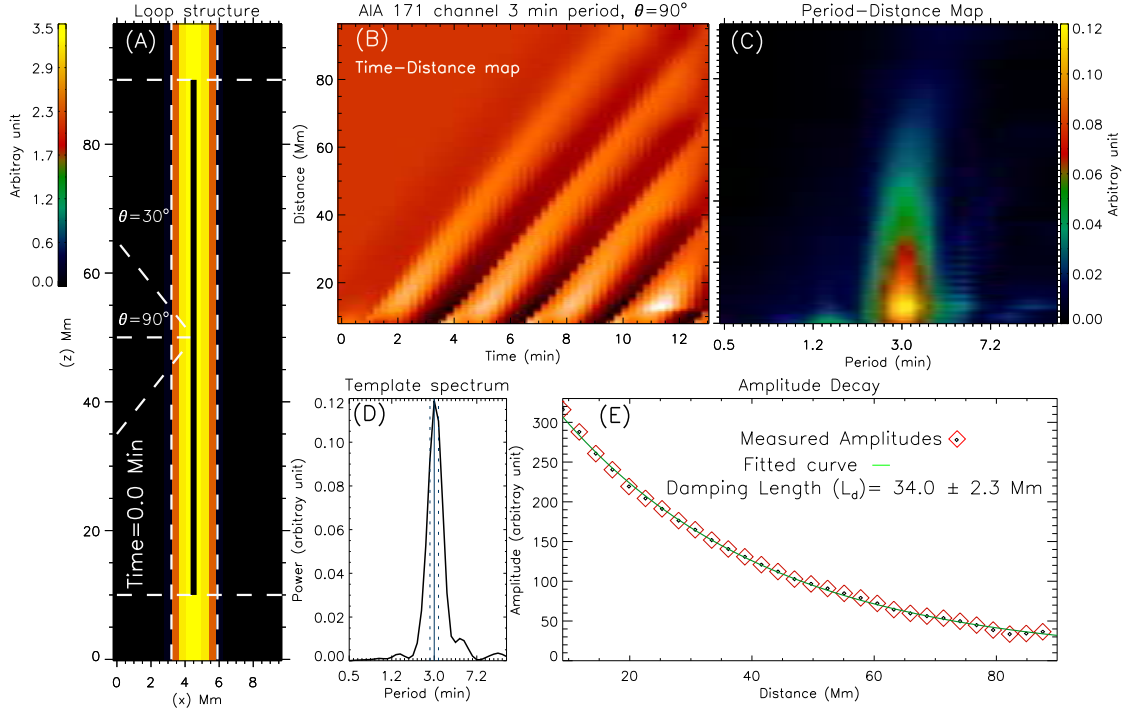 Loop structure
AIA 171 channel 3 min period, θ=90°
Period−Distance Map
(A)
(B)
(C)
Time−Distance map
3.5
2.9
2.3
1.7
1.2
0.6
0.0
Arbitray unit
θ=30°
θ=90°
Time=0.0 Min
80
60
40
20
0
(z) Mm
0 2 4 6 8
(x) Mm
80
60
40
20
Distance (Mm)
0 2 4 6 8 10 12
Time (min)
0.5 1.2 3.0 7.2
Period (min)
0.12
0.10
0.08
0.06
0.04
0.02
0.00
Arbitray unit
Template spectrum
(D)
0.12
0.10
0.08
0.06
0.04
0.02
0.00
Power (arbitray unit)
0.5 1.2 3.0 7.2
Period (min)
Amplitude Decay
(E)
Measured Amplitudes
Fitted curve
Damping Length (Ld)= 34.0 ± 2.3 Mm
300
250
200
150
100
50
0
Amplitude (arbitray unit)
20 40 60 80
Distance (Mm)